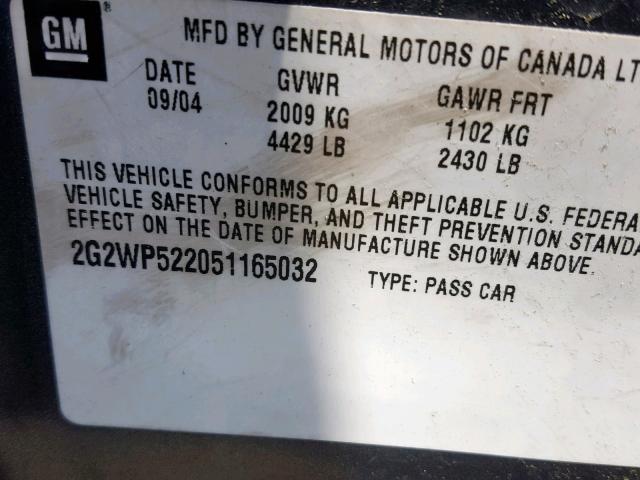 GM
MFD BY GENERAL MOTORS OF CANADA LT
DATE GVWR GAWR FRT
09/04 2009 KG 1102 KG
4429 LB 2430 LB
THIS VEHICLE CONFORMS TO ALL APPLICABLE U.S. FEDERA
VEHICLE SAFETY, BUMPER, AND THEFT PREVENTION STANDA
EFFECT ON THE DATE OF MANUFACTURE SHOWN ABOVE.
2G2WP522051165032 TYPE: PASS CAR